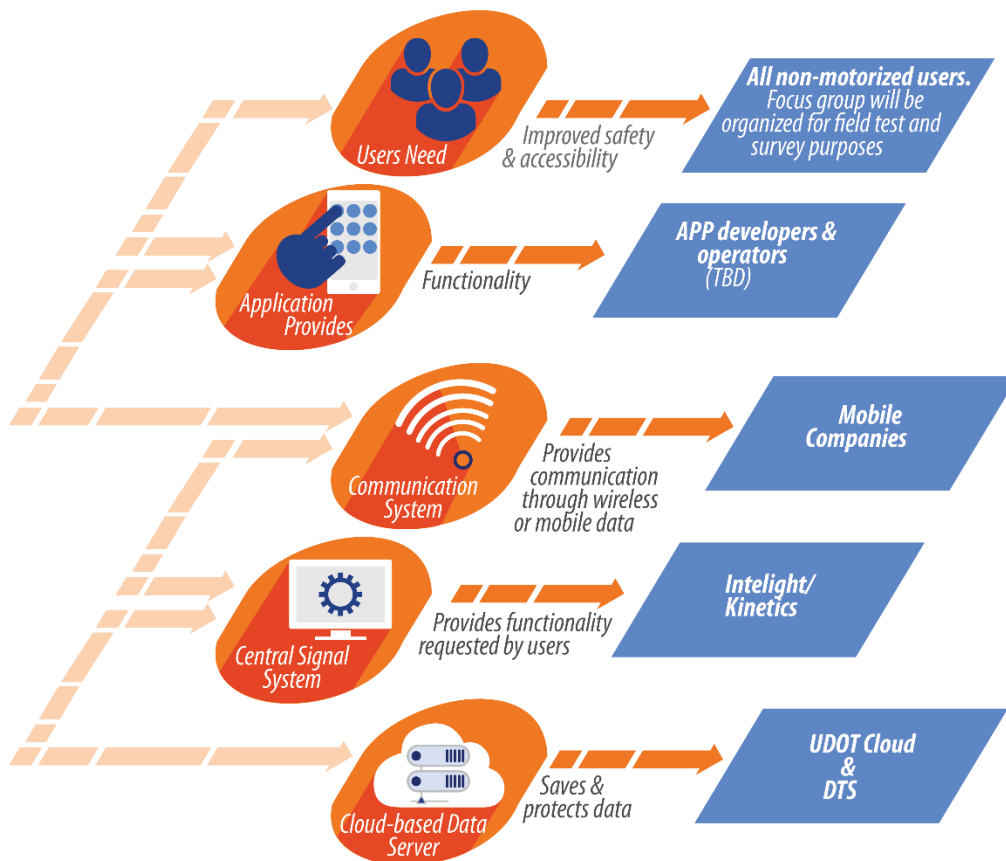 Users Need
Improved safety
& accessibility
All non-motorized users.
Focus group will be
organized for field test and
survey purposes
Application
Provides
Functionality
APP developers &
operators
(TBD)
Communication
System
Provides
communication
through wireless
or mobile data
Mobile
Companies
Central Signal
System
Provides functionality
requested by users
Intelight/
Kinetics
Cloud-based Data
Server
Saves &
protects data
UDOT Cloud
&
DTS